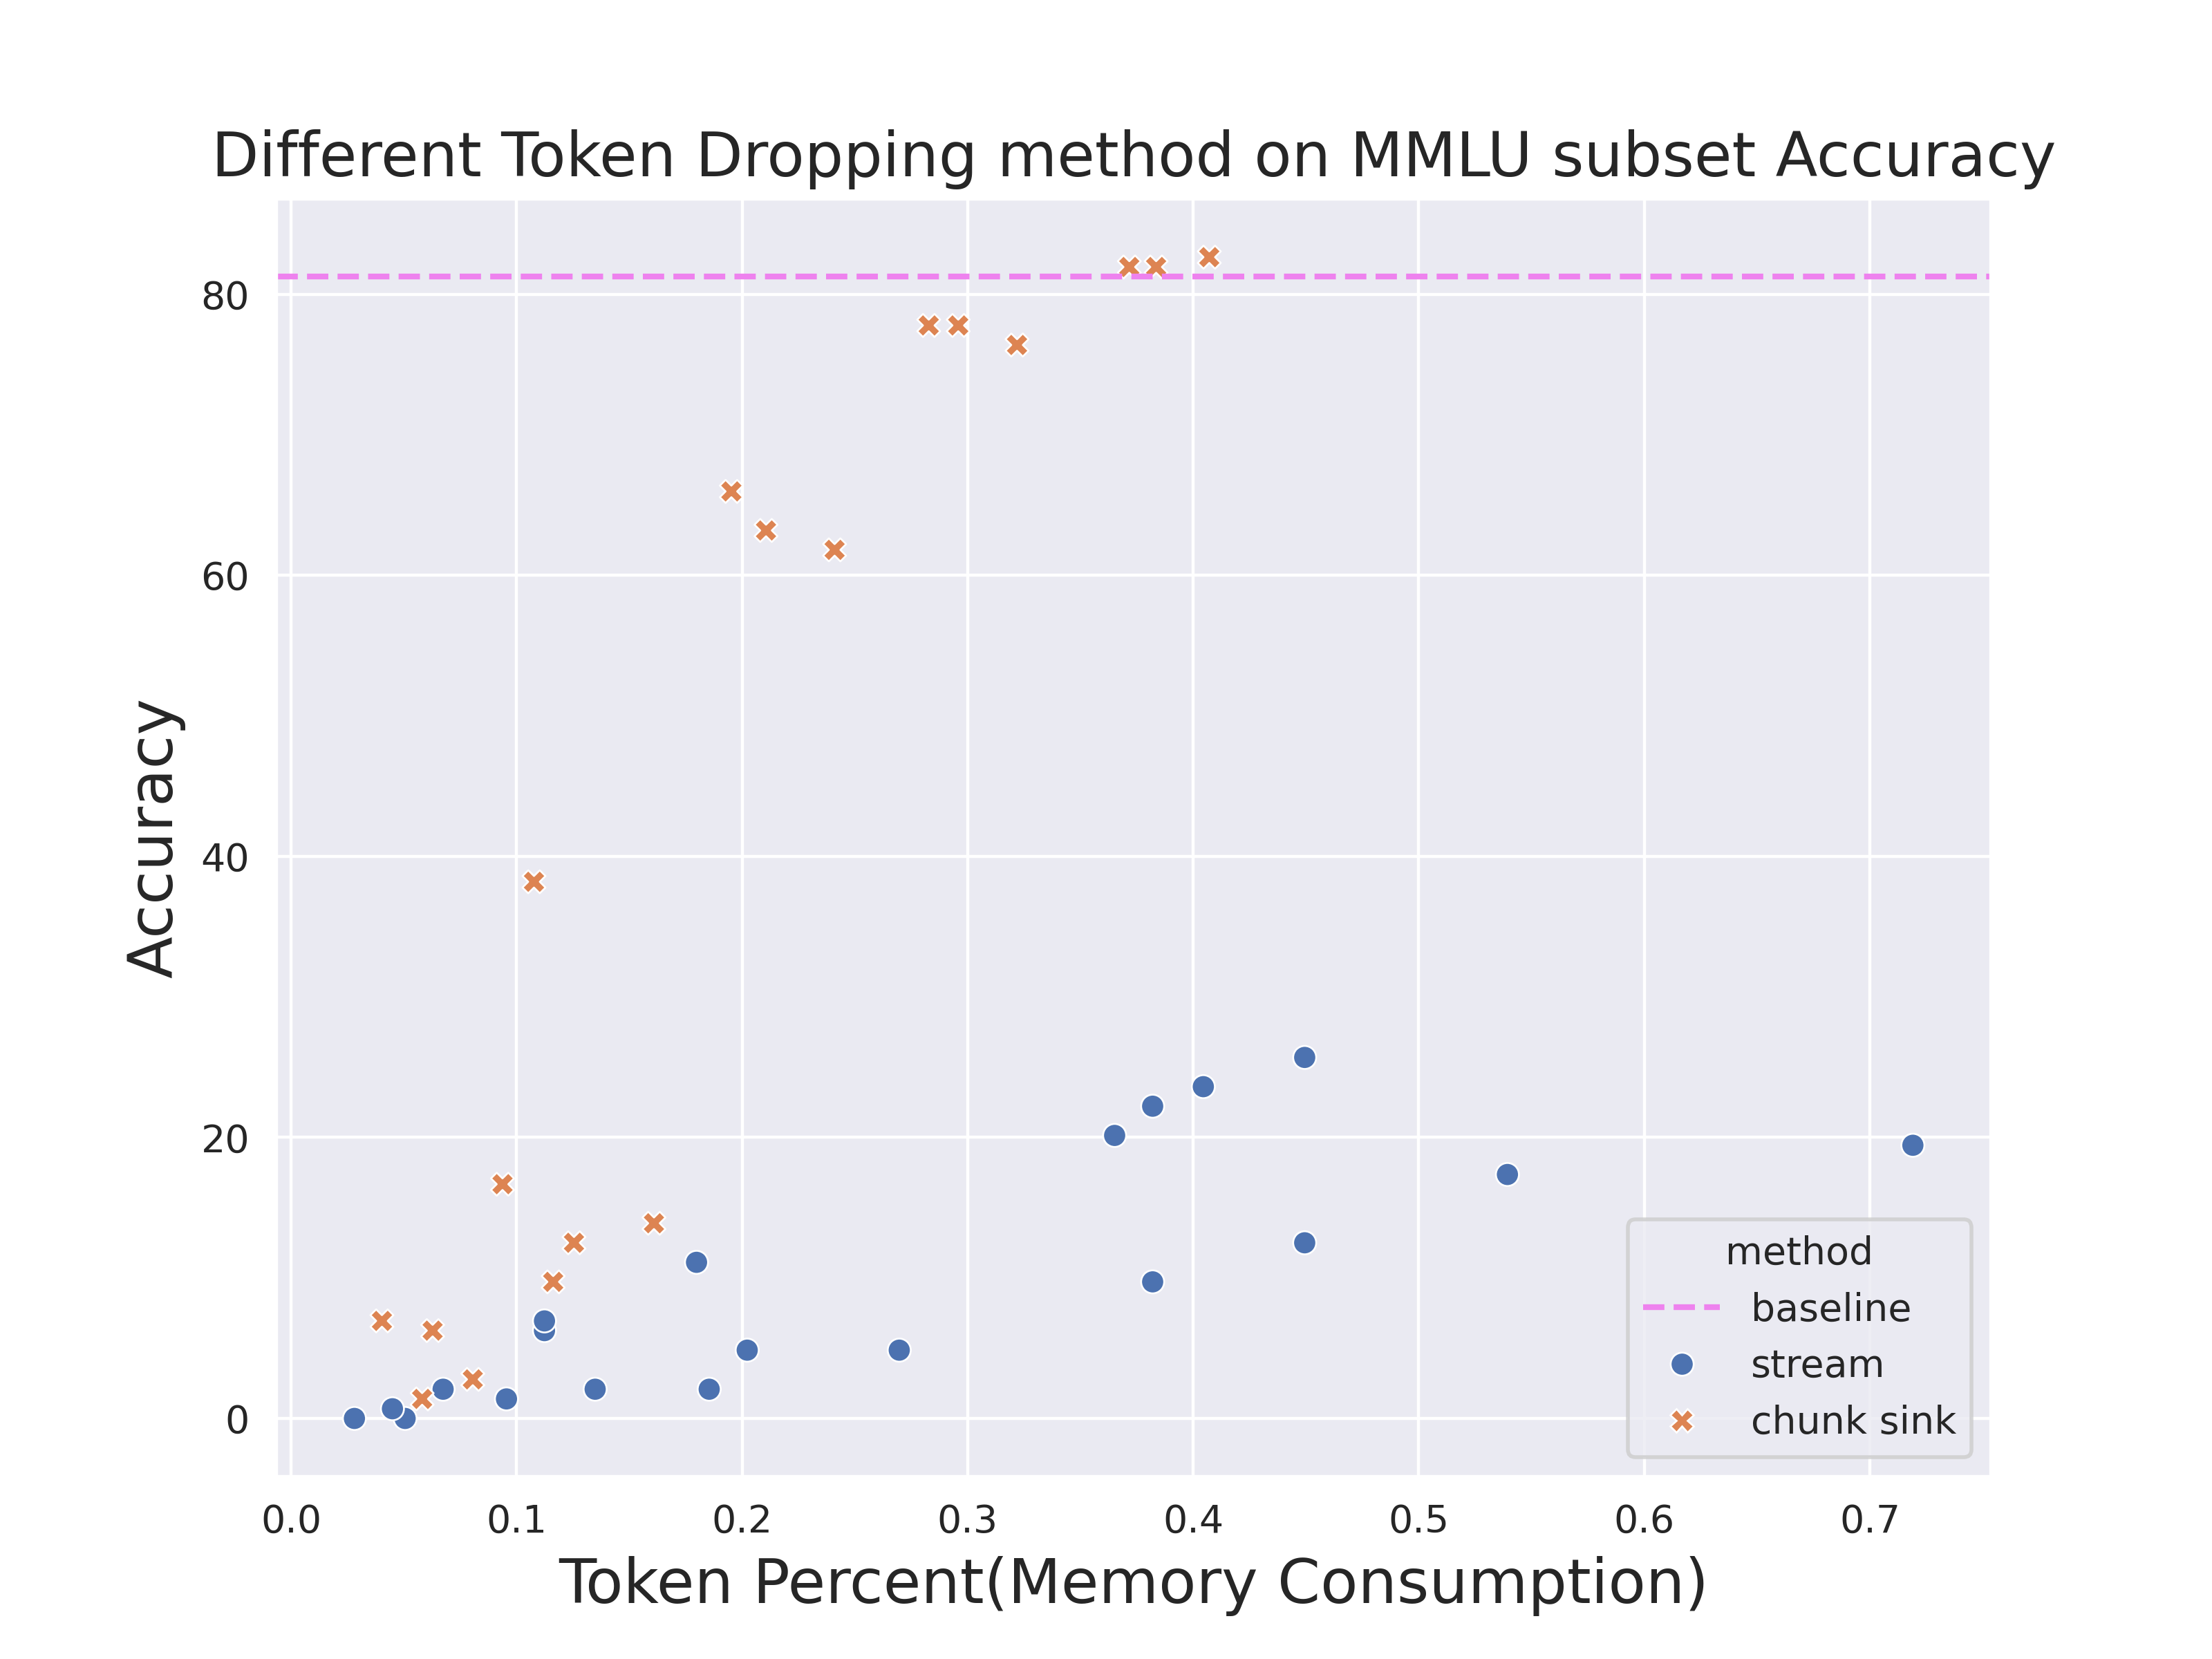 Different Token Dropping method on MMLU subset Accuracy
Accuracy
80
60
40
20
0
0.0 0.1 0.2 0.3 0.4 0.5 0.6 0.7
Token Percent(Memory Consumption)
method
baseline
stream
chunk sink